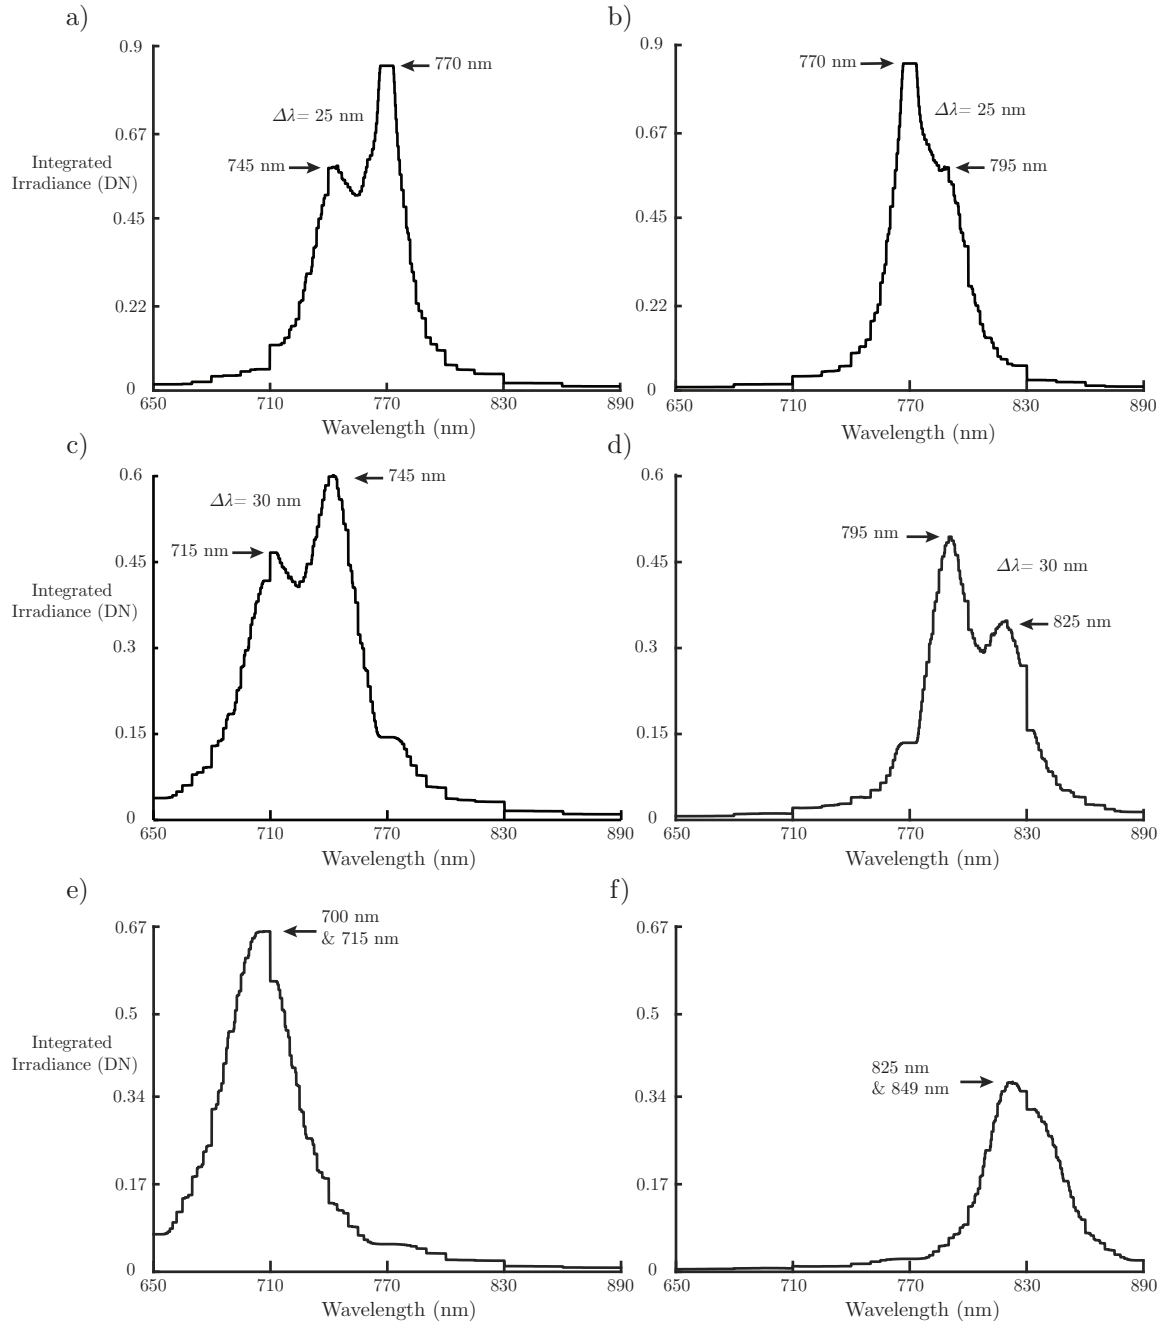 a)
0.9
0.67
0.45
0.22
0
Integrated
Irradiance (DN)
770 nm
Δλ= 25 nm
745 nm
650
710
770
830
890
Wavelength (nm)
b)
0.9
0.67
0.45
0.22
0
770 nm
Δλ= 25 nm
795 nm
650
710
770
830
890
Wavelength (nm)
c)
0.6
0.45
0.3
0.15
0
Integrated
Irradiance (DN)
745 nm
Δλ= 30 nm
715 nm
650
710
770
830
890
Wavelength (nm)
d)
0.6
0.45
0.3
0.15
0
795 nm
Δλ= 30 nm
825 nm
650
710
770
830
890
Wavelength (nm)
e)
0.67
0.5
0.34
0.17
0
Integrated
Irradiance (DN)
700 nm
& 715 nm
650
710
770
830
890
Wavelength (nm)
f)
0.67
0.5
0.34
0.17
0
825 nm
& 849 nm
650
710
770
830
890
Wavelength (nm)